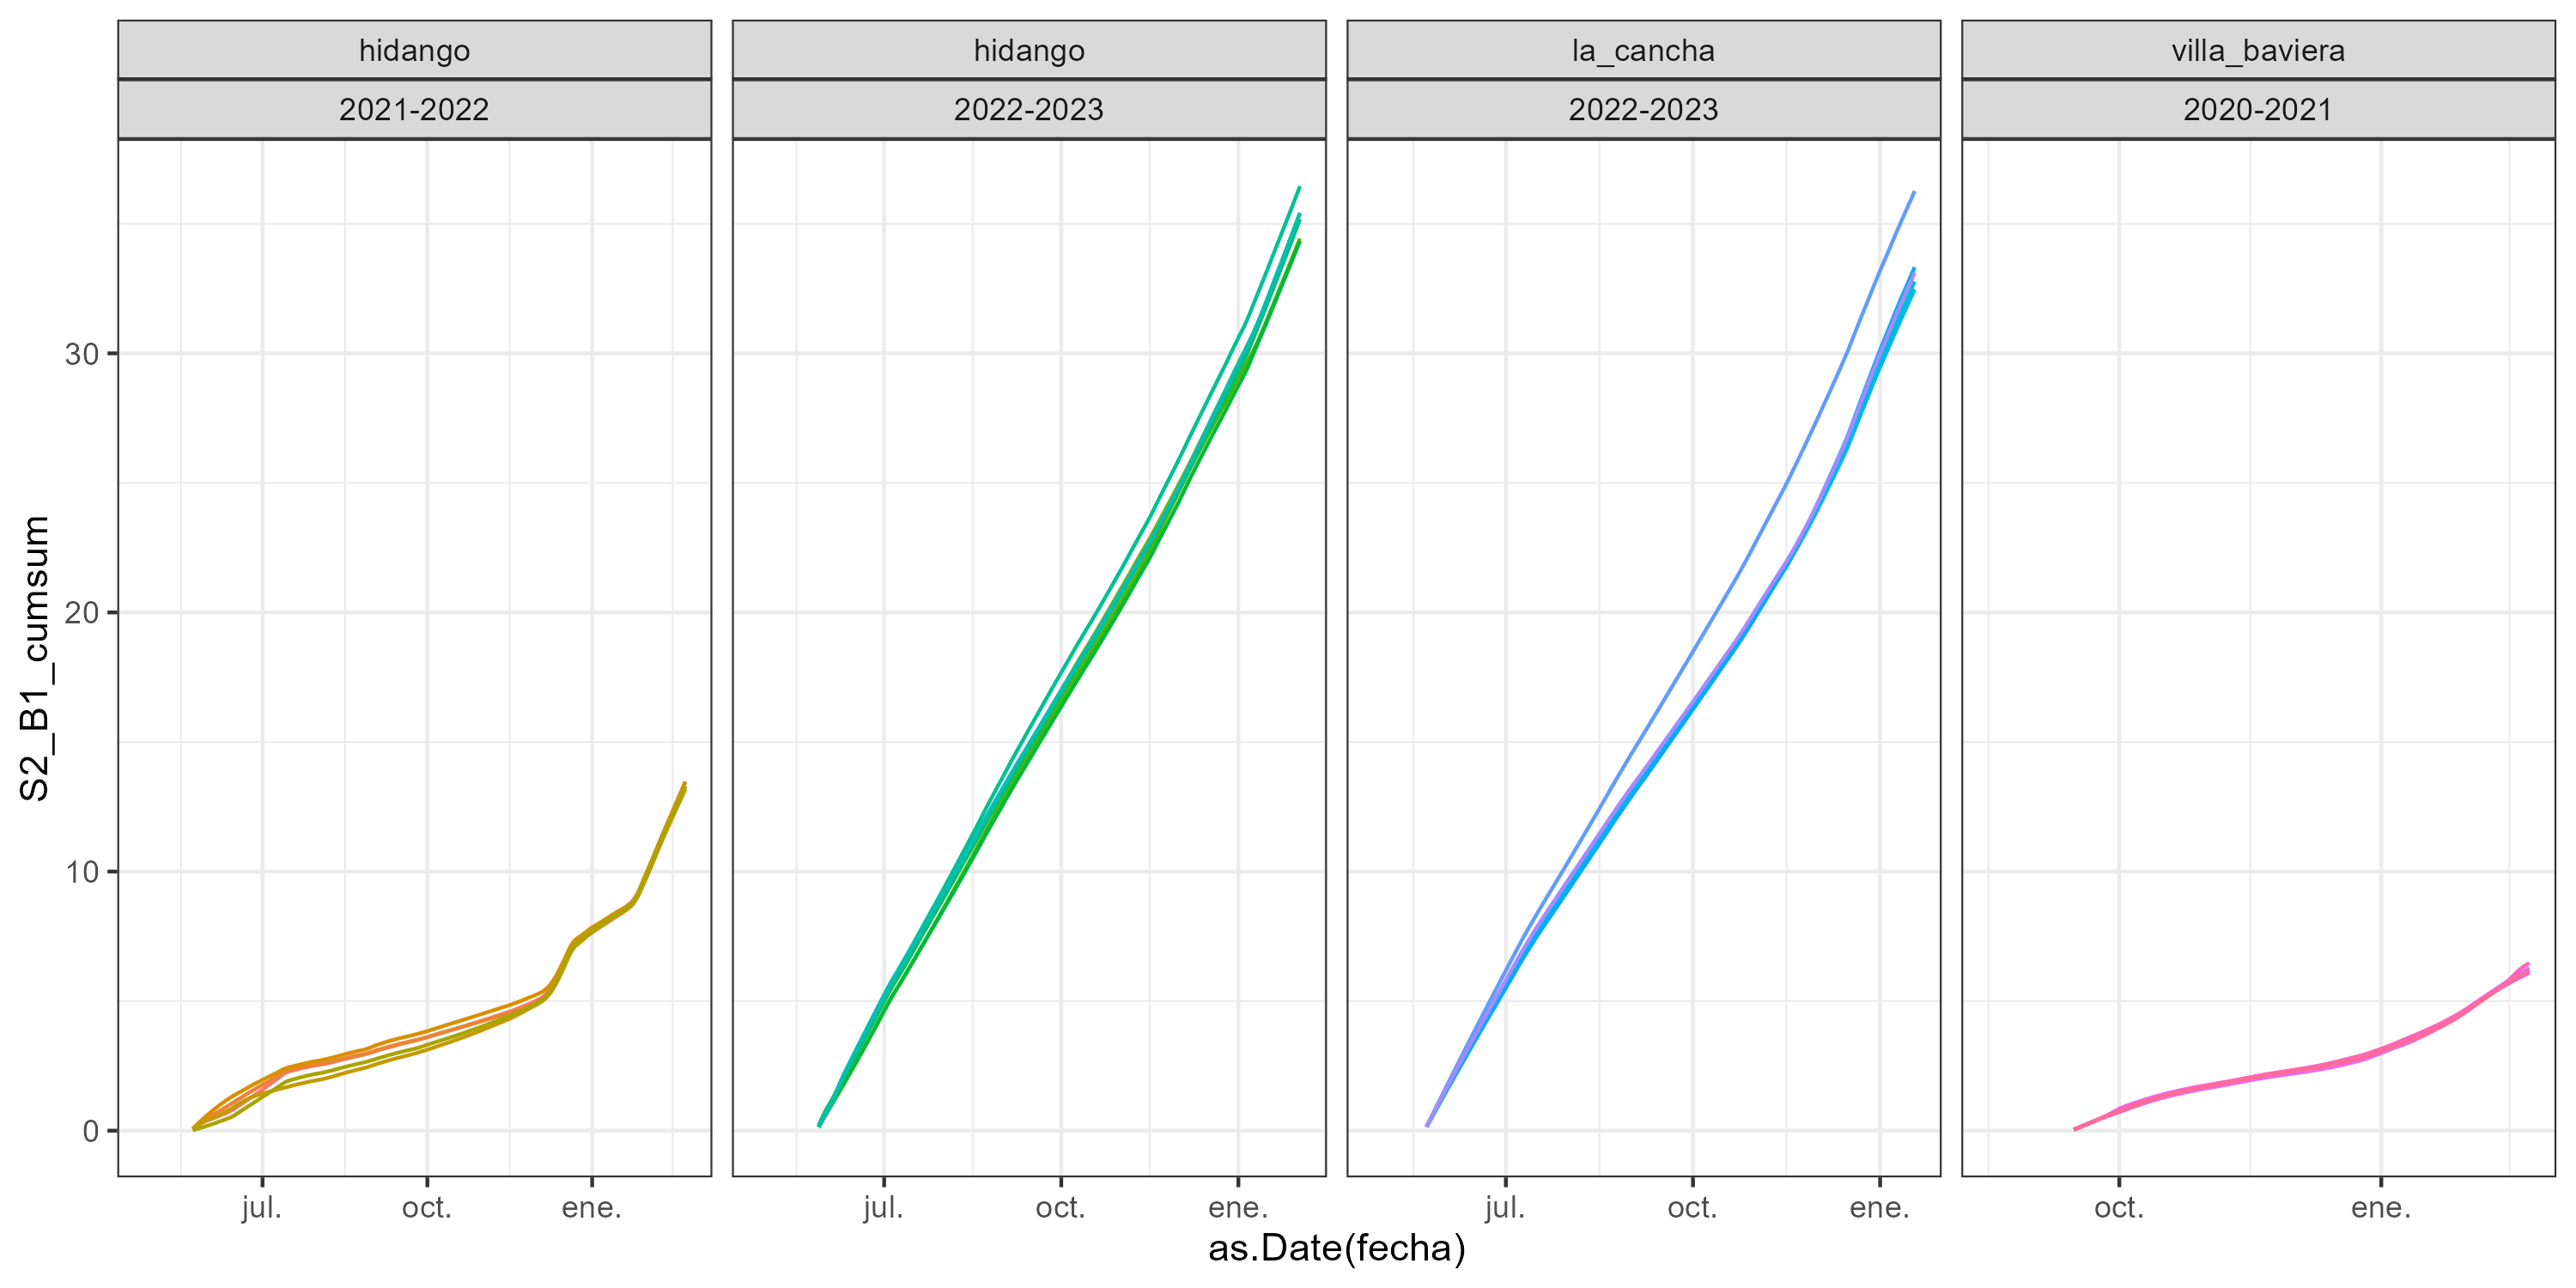 hidango
hidango
la_cancha
villa_baviera
2021-2022
2022-2023
2022-2023
2020-2021
S2_B1_cumsum
30
20
10
0
jul.
oct.
ene.
jul.
oct.
ene.
jul.
oct.
ene.
oct.
ene.
as.Date(fecha)